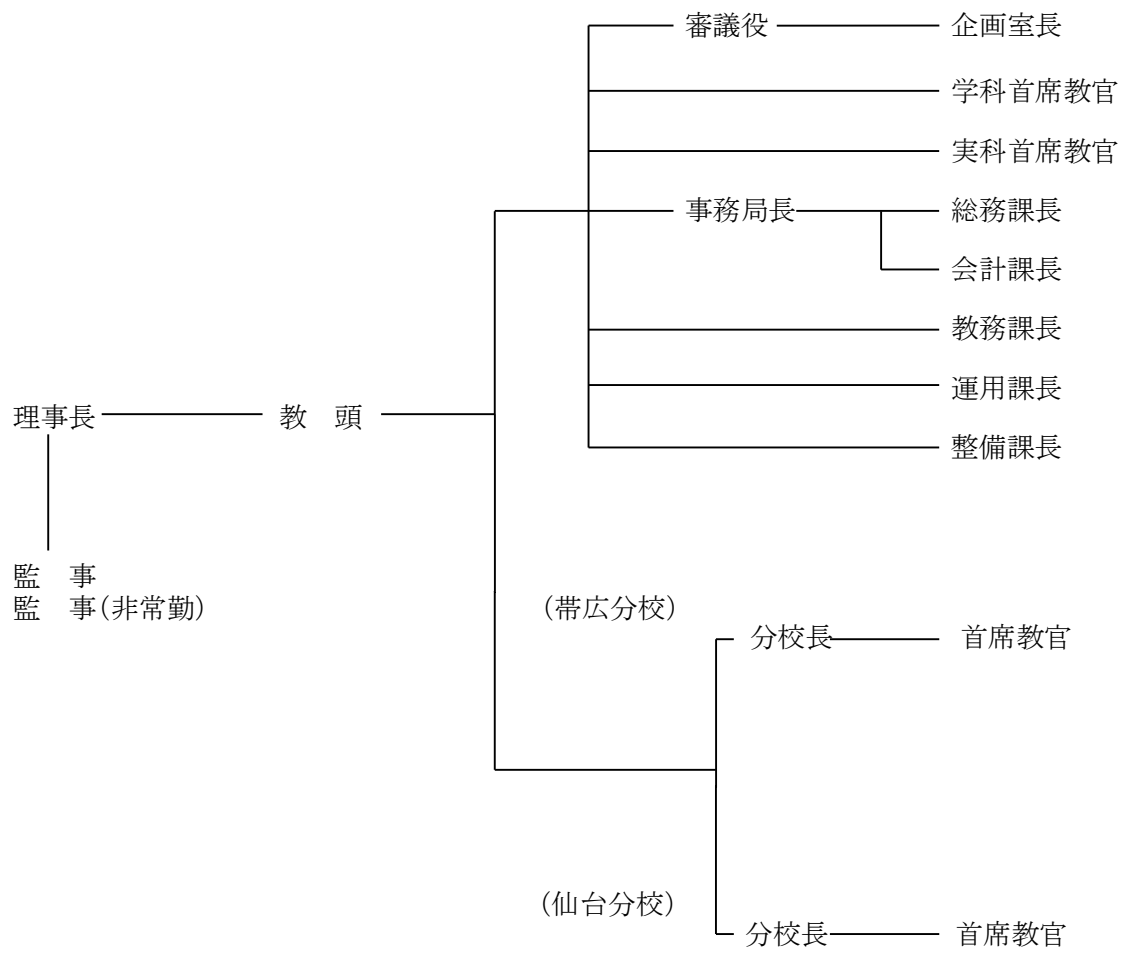 審議役 企画室長
学科首席教官
実科首席教官
事務局長 総務課長
会計課長
教務課長
運用課長
理事長 教　頭
整備課長
監　事
監　事(非常勤)
(帯広分校)
分校長 首席教官
(仙台分校)
分校長 首席教官